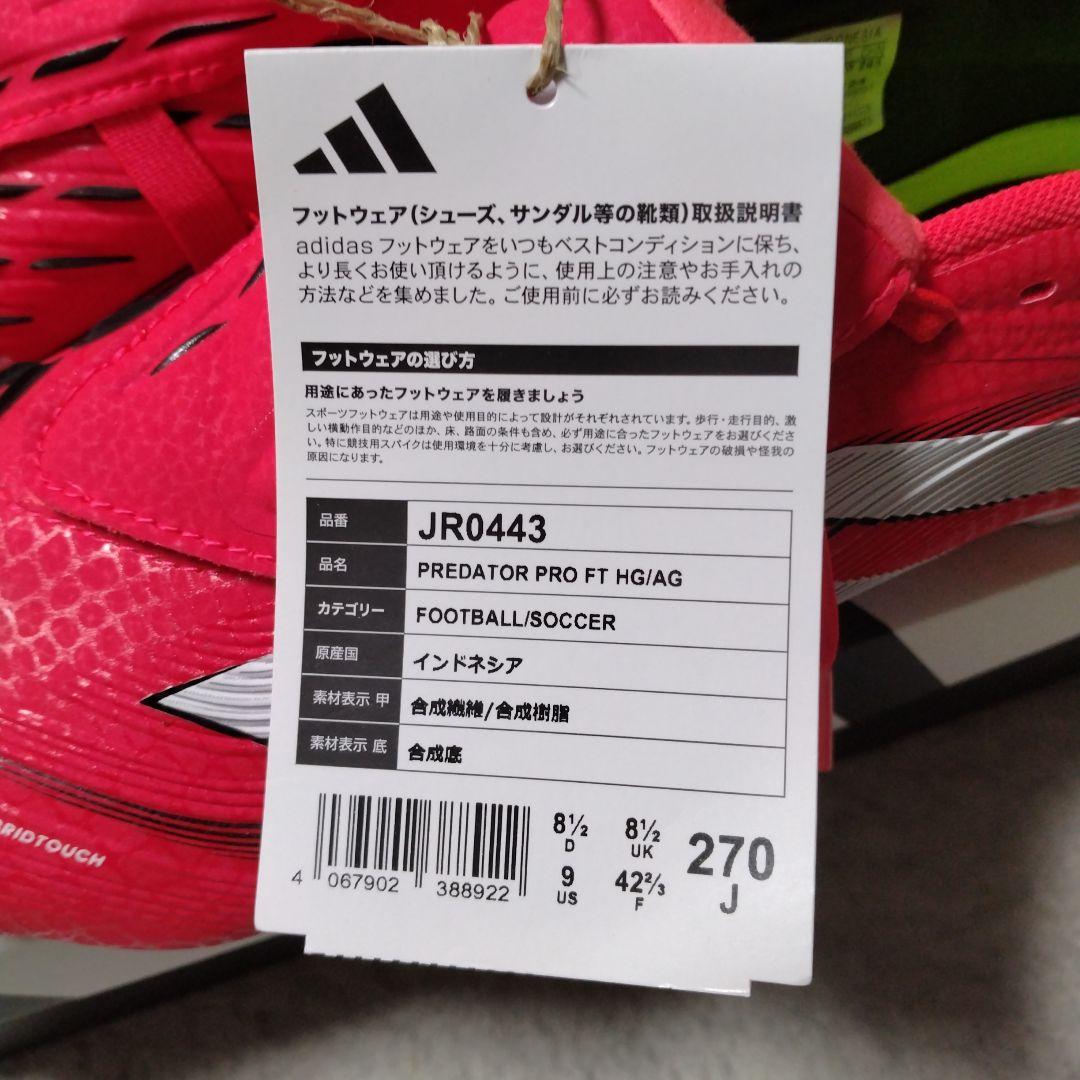 フットウェア(シューズ、サンダル等の靴類)取扱説明書
adidas フットウェアをいつもベストコンディションに保ち、
より長くお使い頂けるように、使用上の注意やお手入れの
方法などを集めました。ご使用前に必ずお読みください。
フットウェアの選び方
用途にあったフットウェアを履きましょう
スポーツフットウェアは用途や使用目的によって設計がそれぞれされています。歩行・走行目的、激
しい横動作目的などのほか、床、路面の条件も含め、必ず用途に合ったフットウェアをお選びくださ
い。特に競技用スパイクは使用環境を十分に考慮し、お選びください。フットウェアの破損や怪我の
原因になります。
品番 JR0443
品名 PREDATOR PRO FT HG/AG
カテゴリー FOOTBALL/SOCCER
原産国 インドネシア
素材表示 甲 合成繊維/合成樹脂
素材表示 底 合成底
8½ D 8½ UK 270 J
9 US 42⅔ F
4 067902 388922
RIDTOUCH